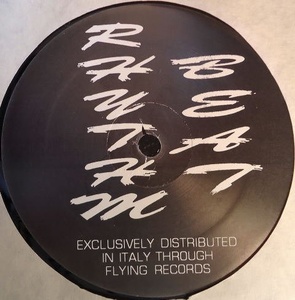 RHYTHM
BEAT
EXCLUSIVELY DISTRIBUTED
IN ITALY THROUGH
FLYING RECORDS